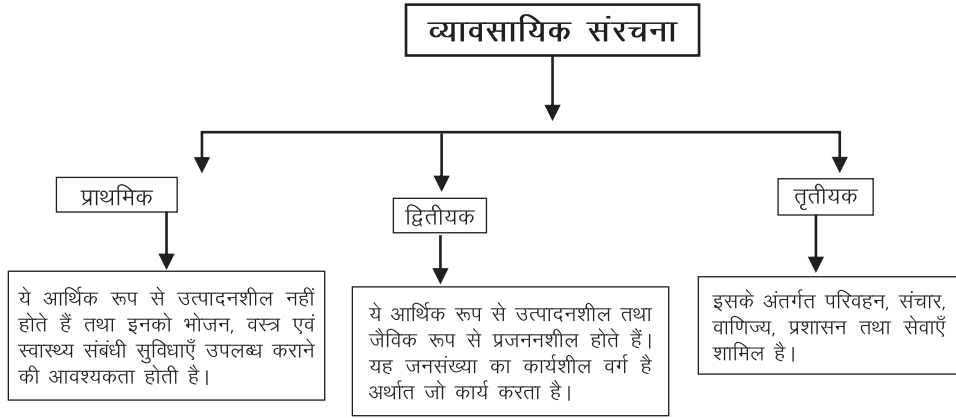 व्यावसायिक संरचना
प्राथमिक
द्वितीयक
तृतीयक
ये आर्थिक रूप से उत्पादनशील नहीं
होते हैं तथा इनको भोजन, वस्त्र एवं
स्वास्थ्य संबंधी सुविधाएँ उपलब्ध कराने
की आवश्यकता होती है।
ये आर्थिक रूप से उत्पादनशील तथा
जैविक रूप से प्रजननशील होते हैं।
यह जनसंख्या का कार्यशील वर्ग है
अर्थात जो कार्य करता है।
इसके अंतर्गत परिवहन, संचार,
वाणिज्य, प्रशासन तथा सेवाएँ
शामिल है।